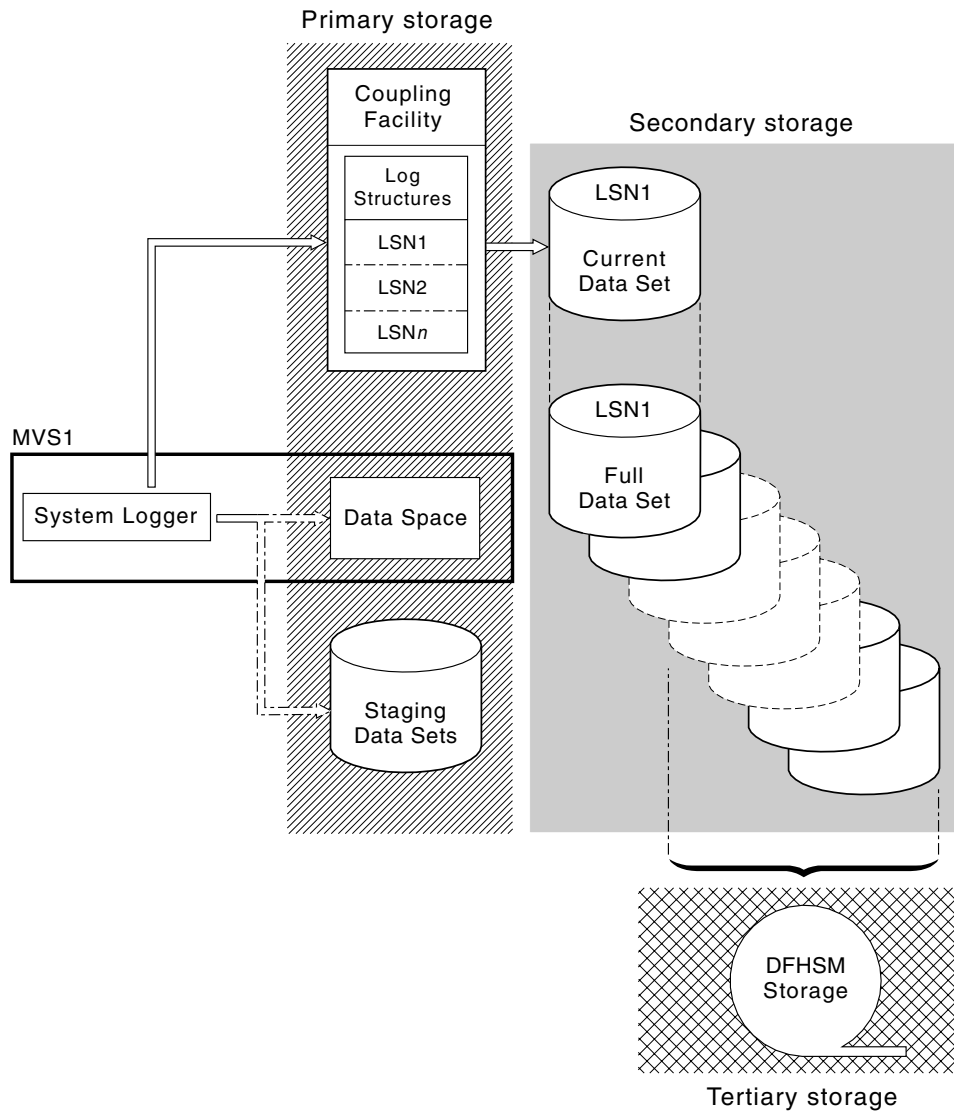 Primary storage
Coupling
Facility
Log
Structures
LSN1
LSN2
LSNn
Secondary storage
LSN1
Current
Data Set
LSN1
Full
Data Set
MVS1
System Logger
Data Space
Staging
Data Sets
DFHSM
Storage
Tertiary storage